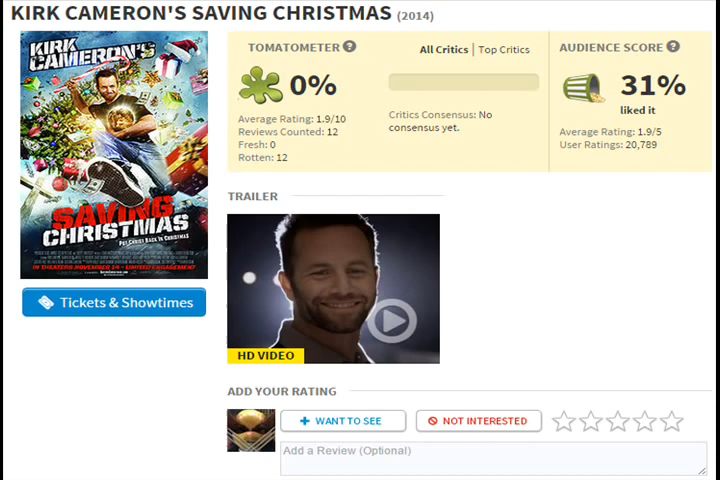 KIRK CAMERON'S SAVING CHRISTMAS (2014)
KIRK
CAMERON'S
SAVING
CHRISTMAS
PUT CHRIST BACK IN CHRISTMAS
IN THEATERS NOVEMBER 14 - LIMITED ENGAGEMENT
Tickets & Showtimes
TOMATOMETER ?
All Critics | Top Critics
0%
Average Rating: 1.9/10
Reviews Counted: 12
Fresh: 0
Rotten: 12
Critics Consensus: No
consensus yet.
AUDIENCE SCORE ?
31%
liked it
Average Rating: 1.9/5
User Ratings: 20,789
TRAILER
HD VIDEO
ADD YOUR RATING
+ WANT TO SEE
NOT INTERESTED
Add a Review (Optional)